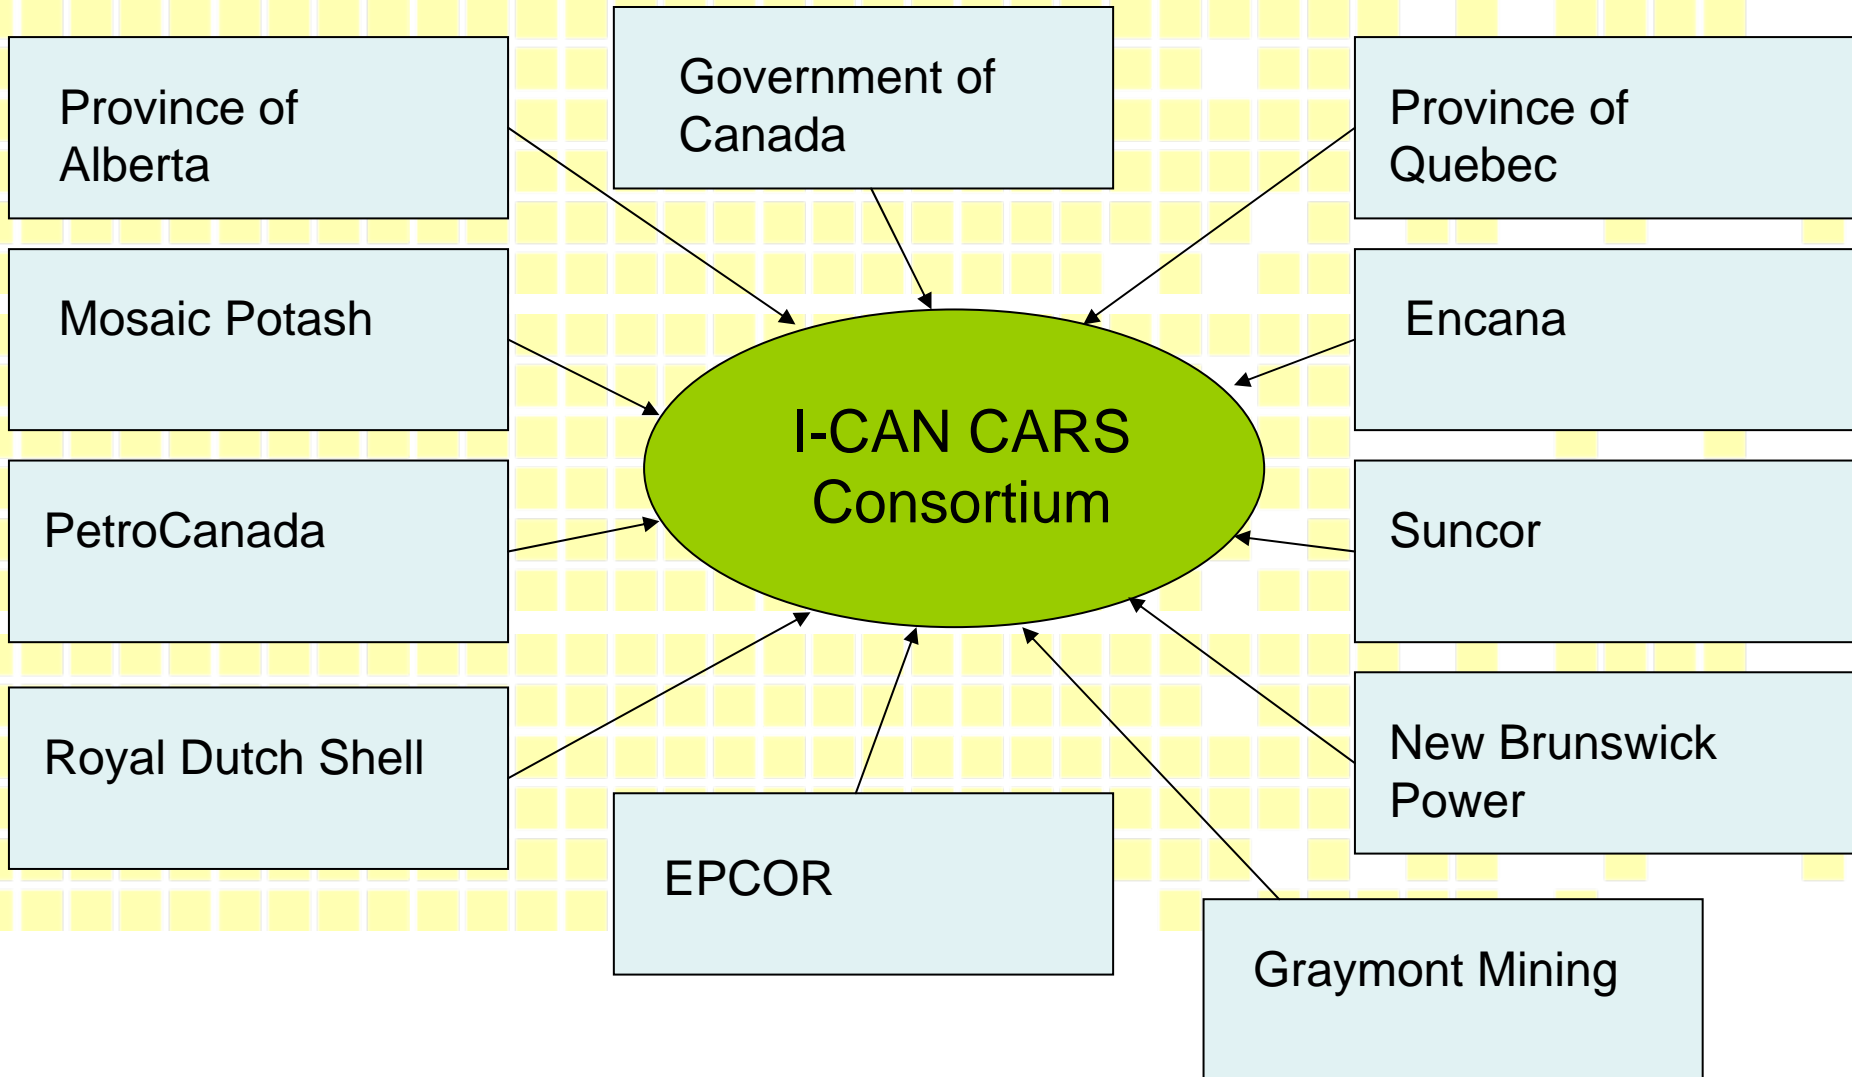 Province of
Alberta
Government of
Canada
Province of
Quebec
Mosaic Potash
Encana
I-CAN CARS
Consortium
PetroCanada
Suncor
Royal Dutch Shell
New Brunswick
Power
EPCOR
Graymont Mining